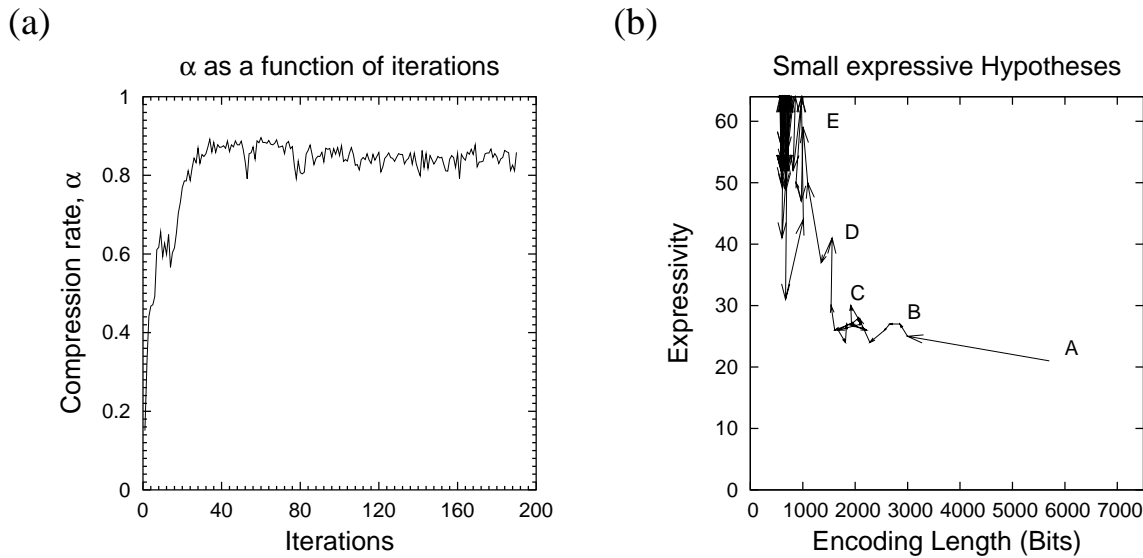 (a)
α as a function of iterations
Compression rate, α
1
0.8
0.6
0.4
0.2
0
0 40 80 120 160 200
Iterations
(b)
Small expressive Hypotheses
Expressivity
60
50
40
30
20
10
0
E
D
C
B
A
0 1000 2000 3000 4000 5000 6000 7000
Encoding Length (Bits)